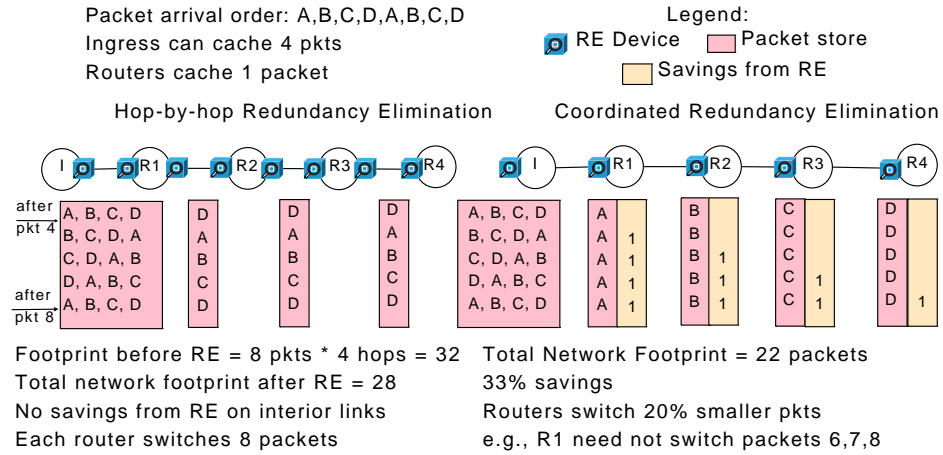 Packet arrival order: A,B,C,D,A,B,C,D
Ingress can cache 4 pkts
Routers cache 1 packet
Legend:
RE Device
Packet store
Savings from RE
Hop-by-hop Redundancy Elimination
I
R1
R2
R3
R4
after
pkt 4
after
pkt 8
A, B, C, D
B, C, D, A
C, D, A, B
D, A, B, C
A, B, C, D
D
A
B
C
D
D
A
B
C
D
D
A
B
C
D
Footprint before RE = 8 pkts * 4 hops = 32
Total network footprint after RE = 28
No savings from RE on interior links
Each router switches 8 packets
Coordinated Redundancy Elimination
I
R1
R2
R3
R4
A, B, C, D
B, C, D, A
C, D, A, B
D, A, B, C
A, B, C, D
A
A 1
A 1
A 1
A 1
B
B
B 1
B 1
B 1
C
C
C
C 1
C 1
D
D
D
D
D 1
Total Network Footprint = 22 packets
33% savings
Routers switch 20% smaller pkts
e.g., R1 need not switch packets 6,7,8